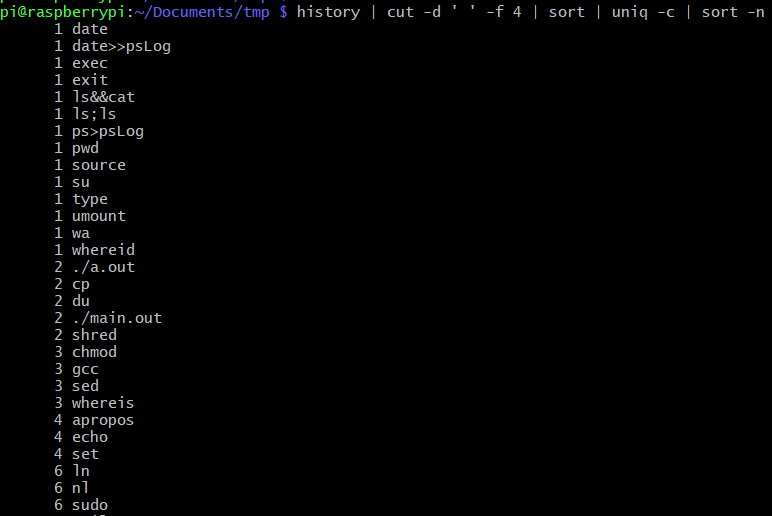 pi@raspberrypi:~/Documents/tmp $ history | cut -d ' ' -f 4 | sort | uniq -c | sort -n
1 date
1 date>>psLog
1 exec
1 exit
1 ls&&cat
1 ls;ls
1 ps>psLog
1 pwd
1 source
1 su
1 type
1 umount
1 wa
1 whereid
2 ./a.out
2 cp
2 du
2 ./main.out
2 shred
3 chmod
3 gcc
3 sed
3 whereis
4 apropos
4 echo
4 set
6 ln
6 nl
6 sudo